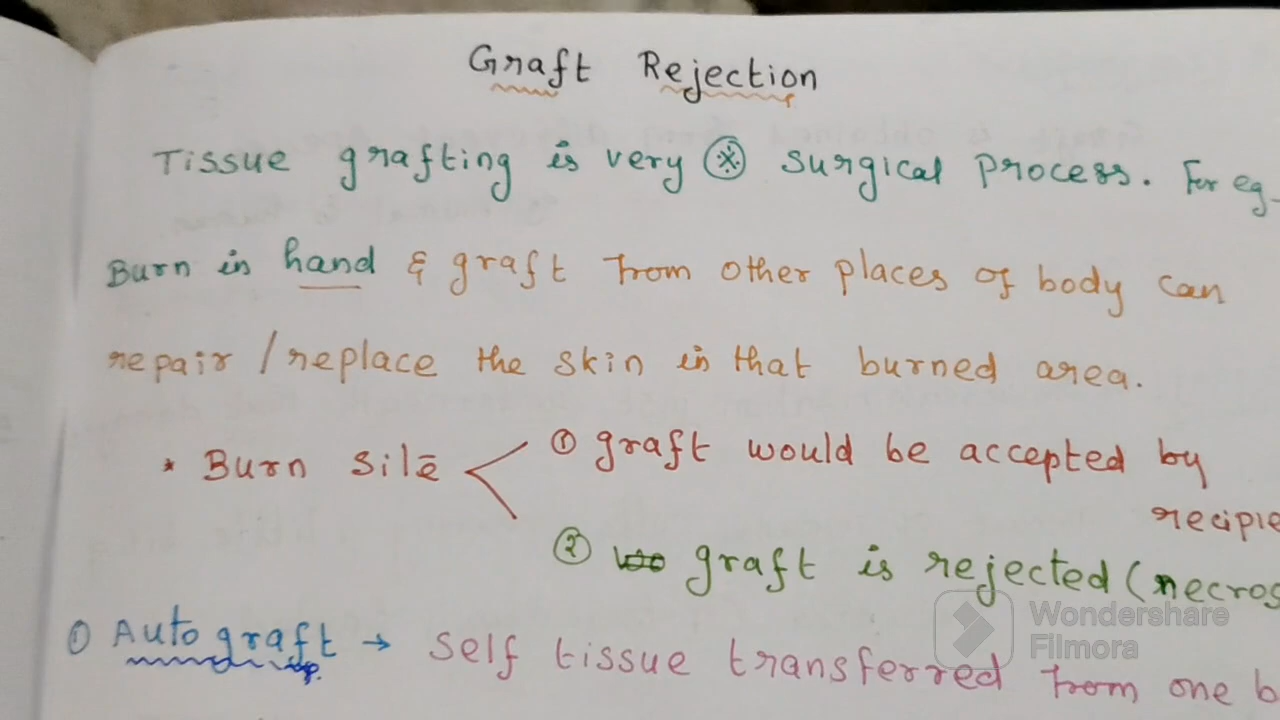 Graft Rejection
Tissue grafting is very ⊛ surgical process. For eg-
Burn in hand & graft from other places of body can
repair / replace the skin in that burned area.
* Burn site < ① graft would be accepted by
recipie
② graft is rejected (necros
① Autograft → Self tissue transferred from one b
Wondershare
Filmora